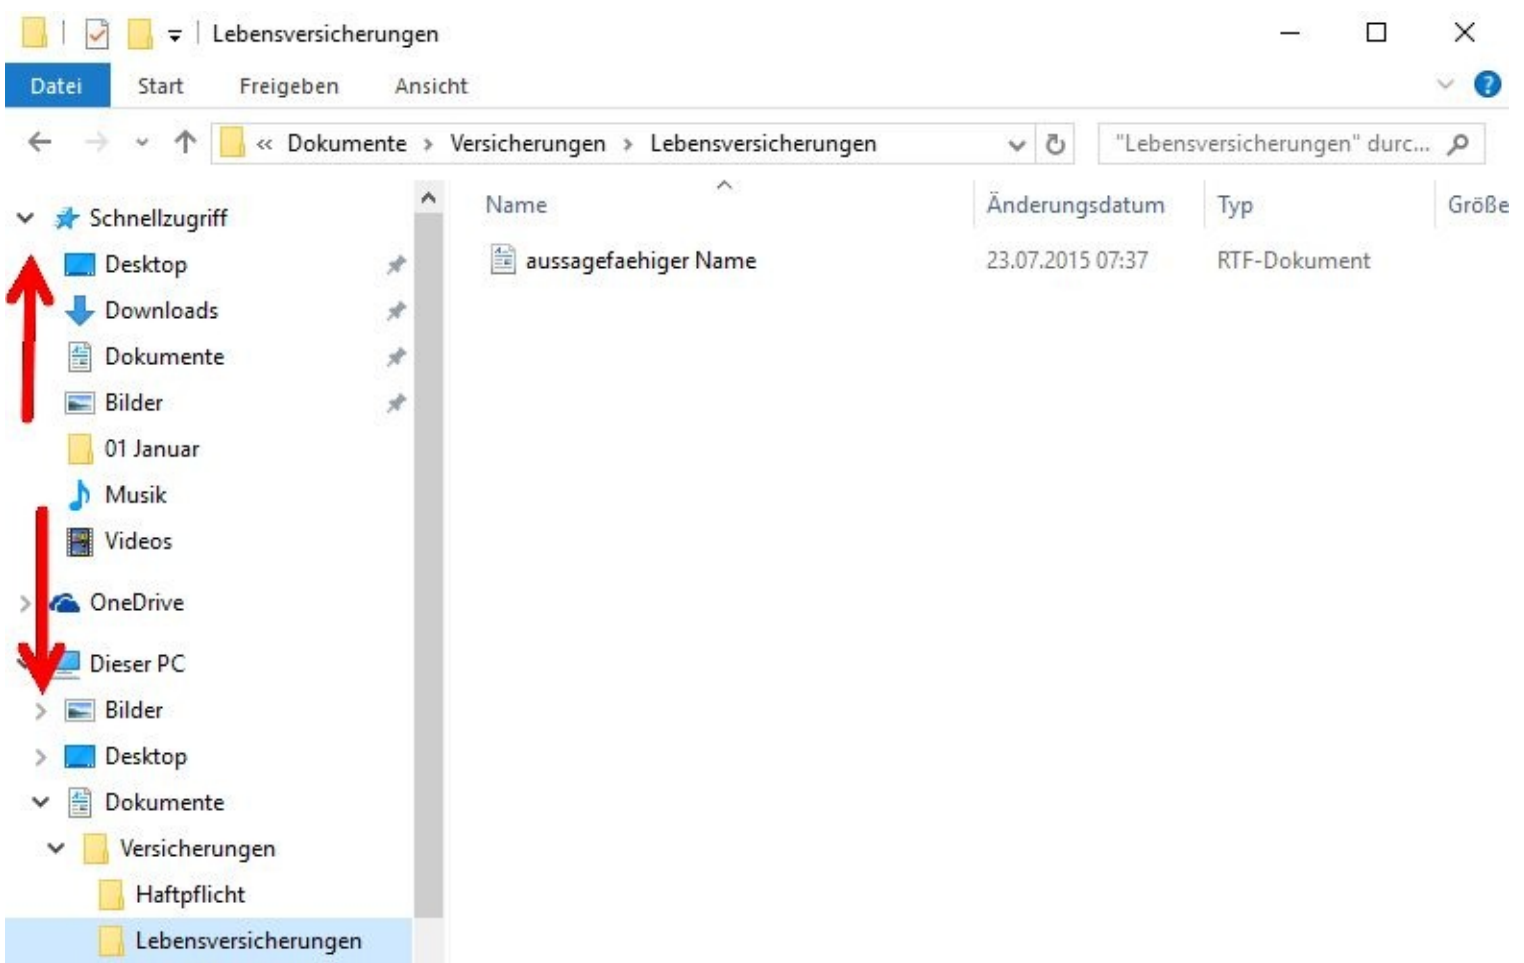 Lebensversicherungen
Datei Start Freigeben Ansicht ?
« Dokumente > Versicherungen > Lebensversicherungen "Lebensversicherungen" durc...
Schnellzugriff
Desktop
Downloads
Dokumente
Bilder
01 Januar
Musik
Videos
OneDrive
Dieser PC
Bilder
Desktop
Dokumente
Versicherungen
Haftpflicht
Lebensversicherungen
Name Änderungsdatum Typ Größe
aussagefaehiger Name 23.07.2015 07:37 RTF-Dokument